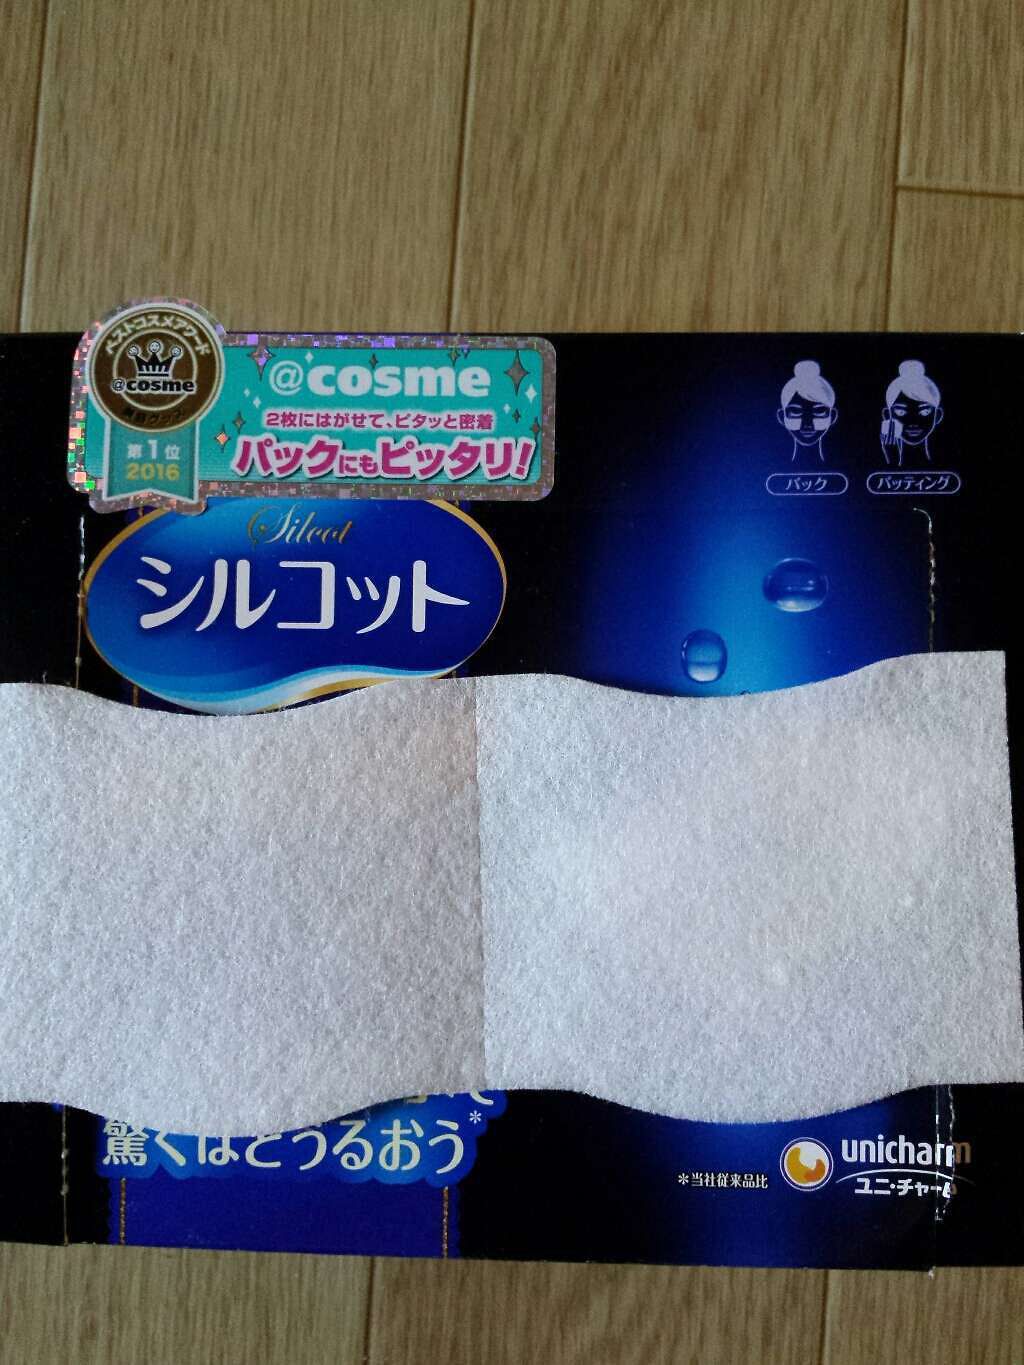 ベストコスメアワード
@cosme
第1位
2016
@cosme
2枚にはがせて、ピタッと密着
パックにもピッタリ!
パック
パッティング
Silcot
シルコット
驚くほどうるおう*
*当社従来品比
unicharm
ユニ・チャーム